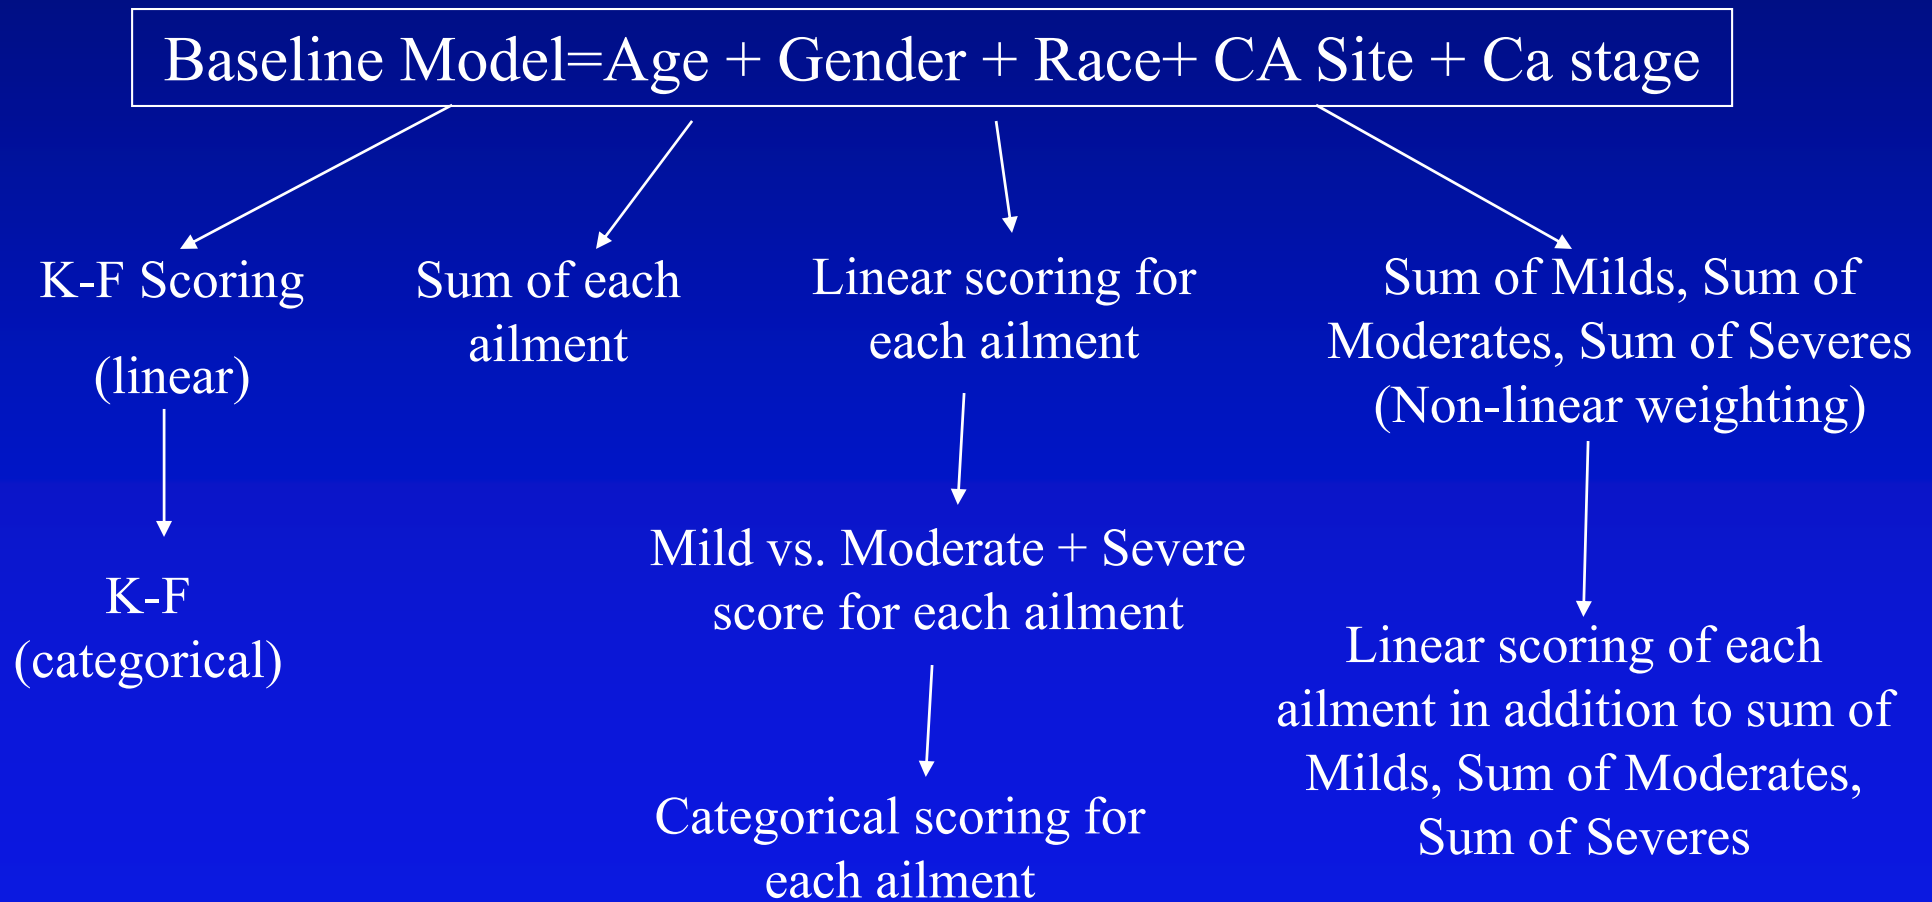 Baseline Model=Age + Gender + Race+ CA Site + Ca stage
K-F Scoring
(linear)
K-F
(categorical)
Sum of each
ailment
Linear scoring for
each ailment
Mild vs. Moderate + Severe
score for each ailment
Categorical scoring for
each ailment
Sum of Milds, Sum of
Moderates, Sum of Severes
(Non-linear weighting)
Linear scoring of each
ailment in addition to sum of
Milds, Sum of Moderates,
Sum of Severes